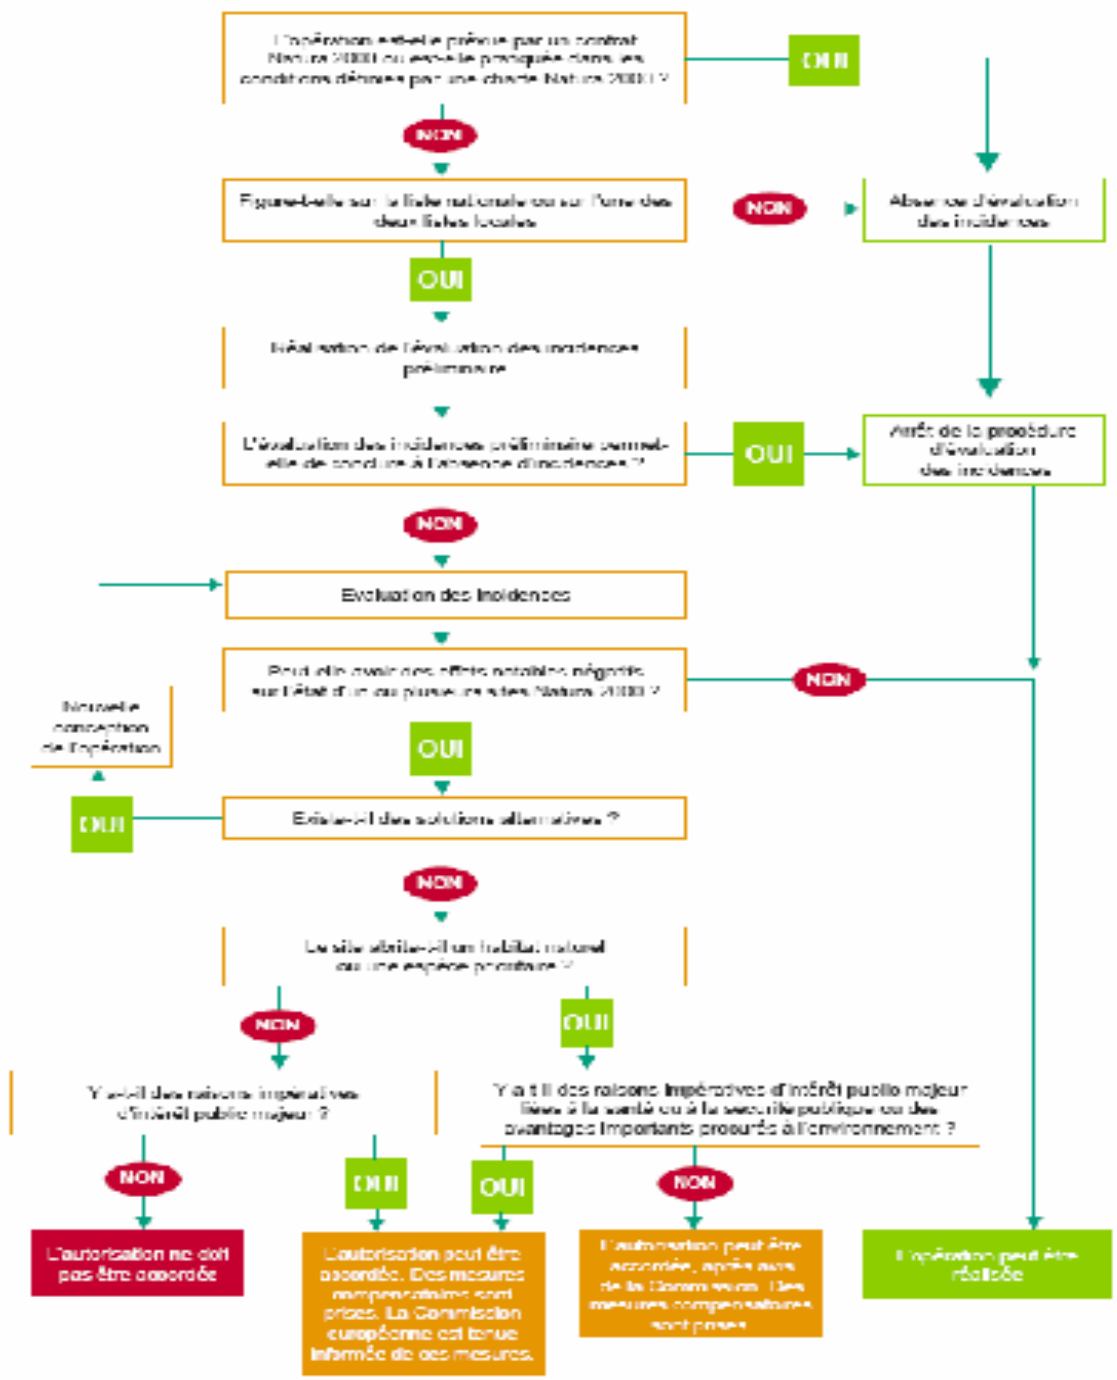 L'opération est-elle prévue par un contrat
Natura 2000 ou est-elle pratiquée dans les
conditions définies par une charte Natura 2000 ?
OUI
NON
Figure-t-elle sur la liste nationale ou sur l'une des
deux listes locales
NON
Absence d'évaluation
des incidences
OUI
Réalisation de l'évaluation des incidences
préliminaire
L'évaluation des incidences préliminaire permet-
elle de conclure à l'absence d'incidences ?
OUI
Arrêt de la procédure
d'évaluation
des incidences
NON
Evaluation des Incidences
Peut-elle avoir des effets notables négatifs
sur l'état d'un ou plusieurs sites Natura 2000 ?
NON
Nouvelle
conception
de l'opération
OUI
OUI
Existe-t-il des solutions alternatives ?
NON
Le site abrite-t-il un habitat naturel
ou une espèce prioritaire ?
NON
OUI
Y a-t-il des raisons impératives
d'intérêt public majeur ?
Y a-t-il des raisons impératives d'intérêt public majeur
liées à la santé ou à la sécurité publique ou des
avantages importants procurés à l'environnement ?
NON
OUI
OUI
NON
L'autorisation ne doit
pas être accordée
L'autorisation peut être
accordée. Des mesures
compensatoires sont
prises. La Commission
européenne est tenue
informée de ces mesures.
L'autorisation peut être
accordée, après avis
de la Commission. Des
mesures compensatoires
sont prises
L'opération peut être
réalisée